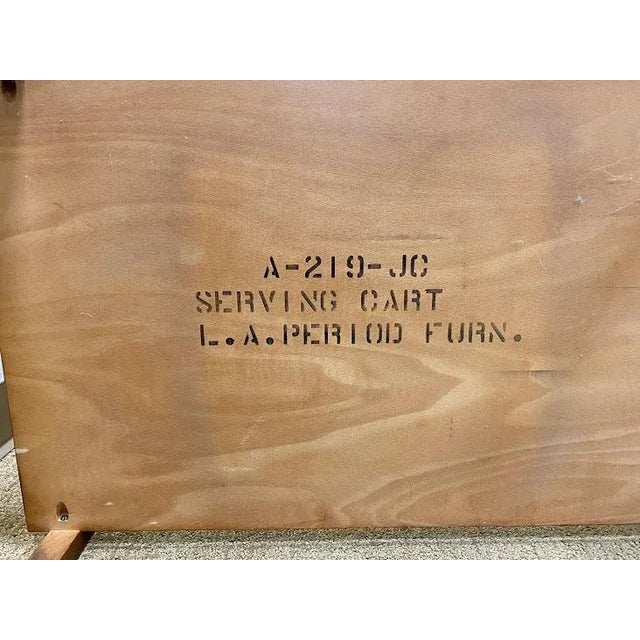 A-219-JC
SERVING CART
L.A.PERIOD FURN.